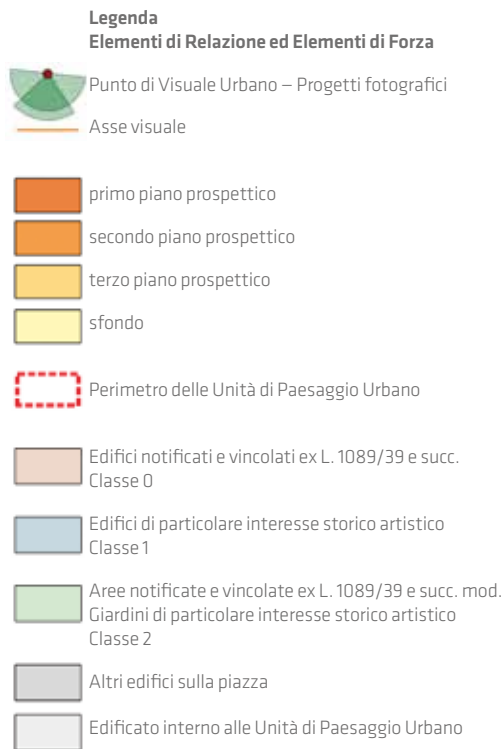 Legenda
Elementi di Relazione ed Elementi di Forza
Punto di Visuale Urbano – Progetti fotografici
Asse visuale
primo piano prospettico
secondo piano prospettico
terzo piano prospettico
sfondo
Perimetro delle Unità di Paesaggio Urbano
Edifici notificati e vincolati ex L. 1089/39 e succ.
Classe 0
Edifici di particolare interesse storico artistico
Classe 1
Aree notificate e vincolate ex L. 1089/39 e succ. mod.
Giardini di particolare interesse storico artistico
Classe 2
Altri edifici sulla piazza
Edificato interno alle Unità di Paesaggio Urbano